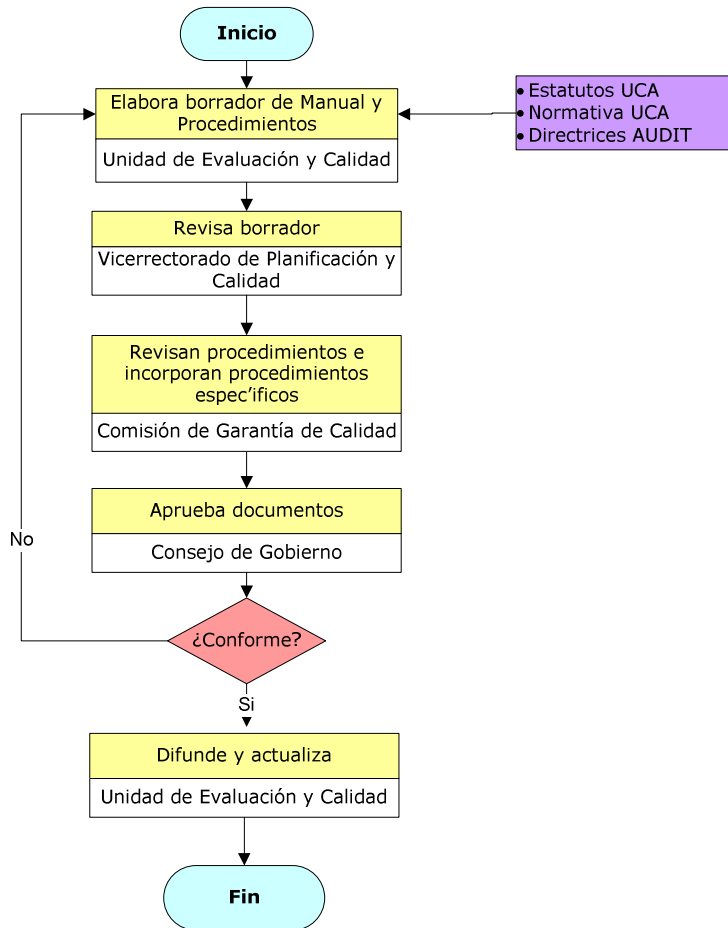 Inicio
Elabora borrador de Manual y
Procedimientos
Unidad de Evaluación y Calidad
• Estatutos UCA
• Normativa UCA
• Directrices AUDIT
Revisa borrador
Vicerrectorado de Planificación y
Calidad
Revisan procedimientos e
incorporan procedimientos
espec’ificos
Comisión de Garantía de Calidad
Aprueba documentos
Consejo de Gobierno
No
¿Conforme?
Si
Difunde y actualiza
Unidad de Evaluación y Calidad
Fin